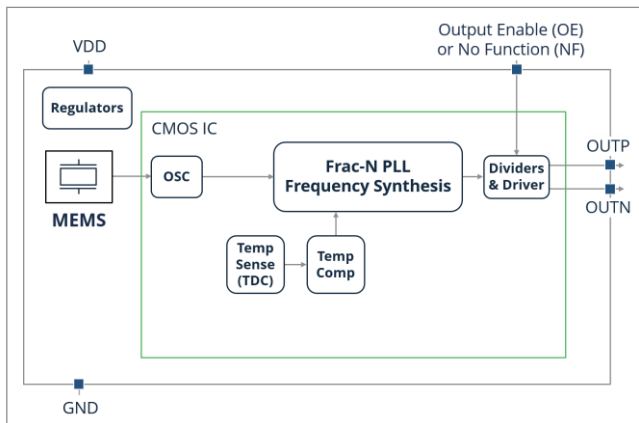 VDD
Output Enable (OE)
or No Function (NF)
Regulators
CMOS IC
OUTP
OSC
Frac-N PLL
Frequency Synthesis
Dividers
& Driver
MEMS
OUTN
Temp
Sense
(TDC)
Temp
Comp
GND